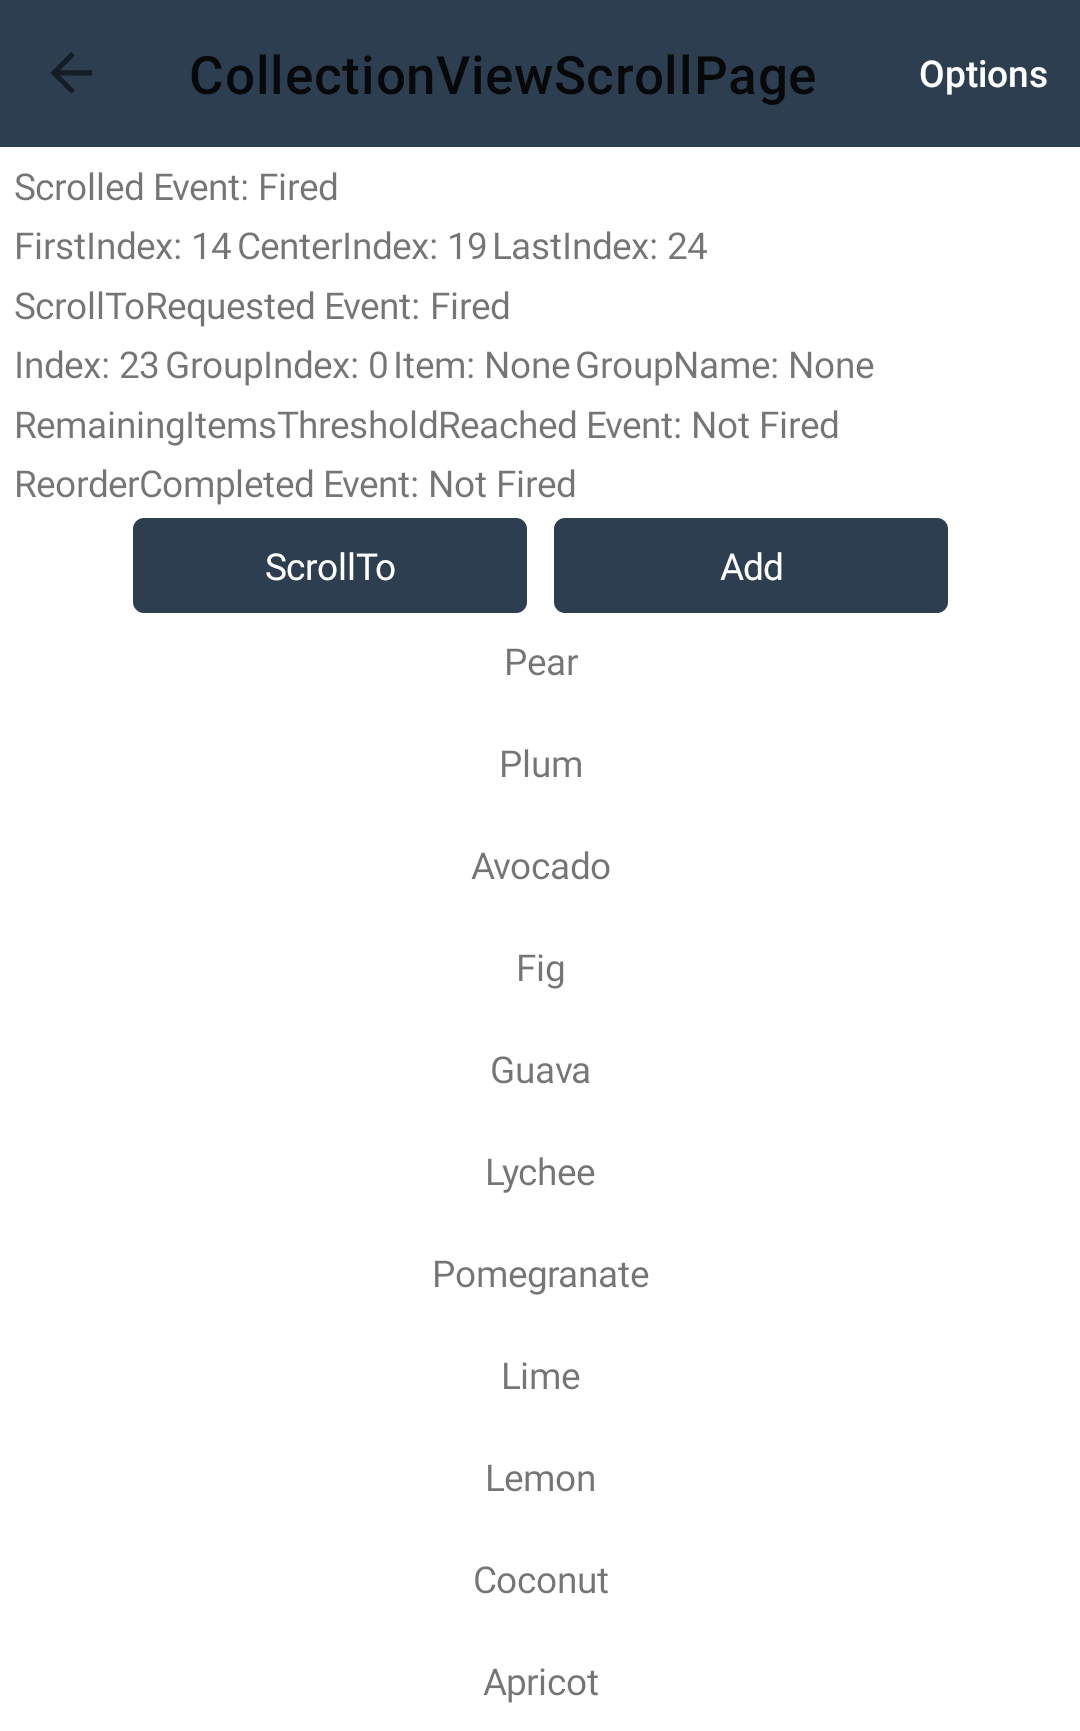 CollectionViewScrollPage Options
Scrolled Event: Fired
FirstIndex: 14 CenterIndex: 19 LastIndex: 24
ScrollToRequested Event: Fired
Index: 23 GroupIndex: 0 Item: None GroupName: None
RemainingItemsThresholdReached Event: Not Fired
ReorderCompleted Event: Not Fired
ScrollTo Add
Pear
Plum
Avocado
Fig
Guava
Lychee
Pomegranate
Lime
Lemon
Coconut
Apricot